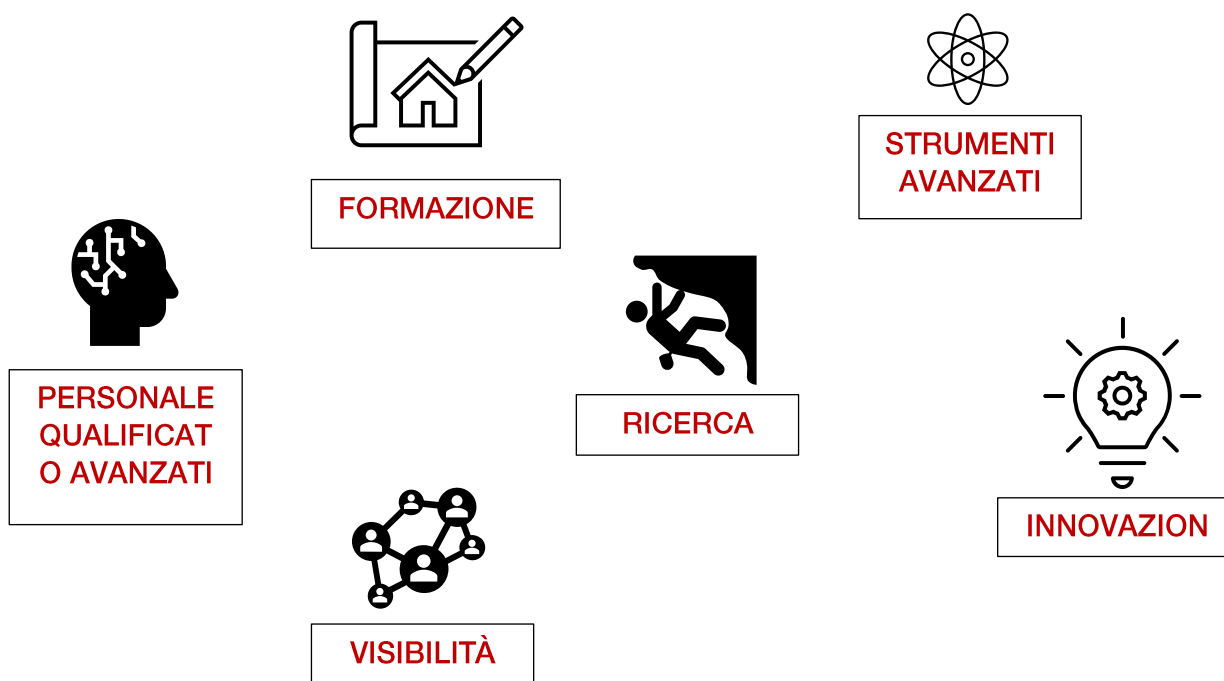 FORMAZIONE
STRUMENTI
AVANZATI
PERSONALE
QUALIFICAT
O AVANZATI
RICERCA
INNOVAZION
VISIBILITÀ